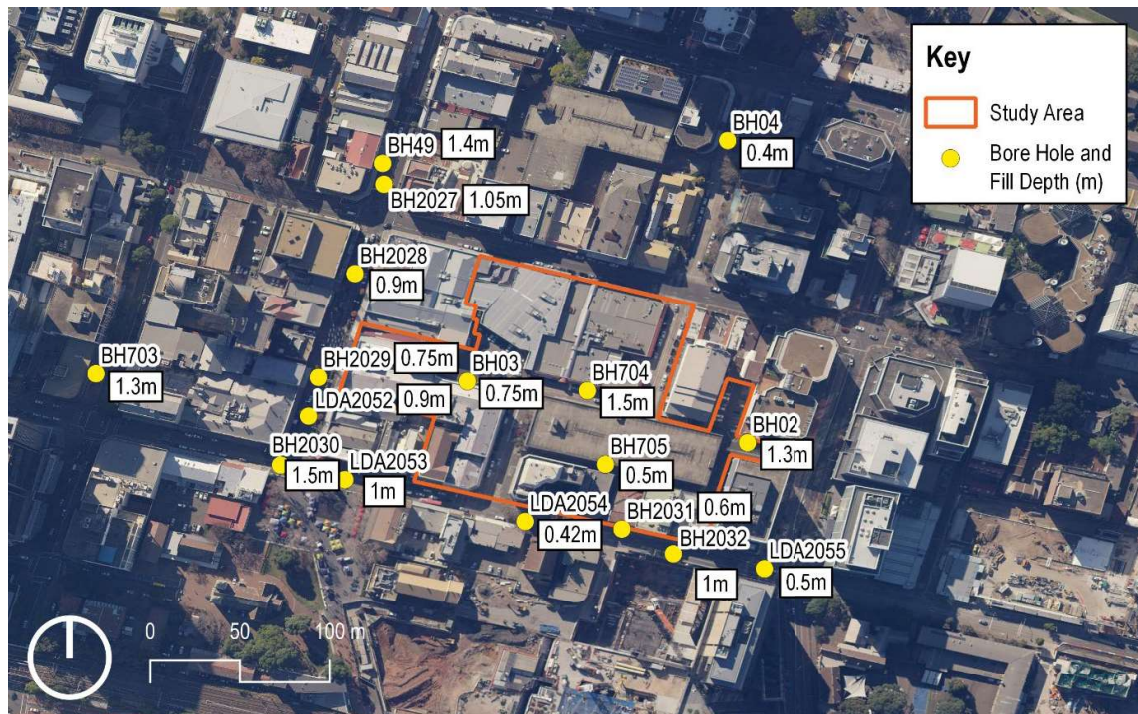 Key
Study Area
Bore Hole and
Fill Depth (m)
BH04
0.4m
BH49
1.4m
BH2027
1.05m
BH2028
0.9m
BH703
1.3m
BH2029
0.75m
BH03
0.75m
LDA2052
0.9m
BH704
1.5m
BH02
1.3m
BH2030
1.5m
LDA2053
1m
BH705
0.5m
LDA2054
0.42m
BH2031
0.6m
BH2032
1m
LDA2055
0.5m
0
50
100 m